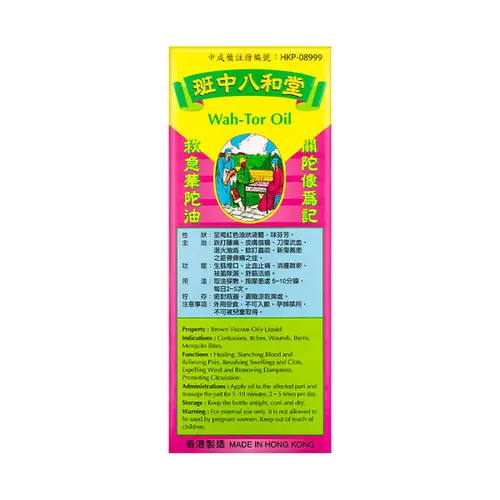 中成藥註冊編號：HKP-08999
班中八和堂
Wah-Tor Oil
救急華陀油
關陀像爲記
性　狀：呈褐紅色油狀液體，味芬芳。
主　治：跌打腫痛、皮膚痕癢、刀傷流血、
湯火炮烙、蚊釘蟲咬、新傷舊患
之筋骨痺痛之症。
功　能：生肌埋口、止血止痛、消腫散瘀、
祛風除濕、舒筋活絡。
用　法：取油搽敷、按摩患處 5~10分鐘，
每日2~5次。
貯　存：密封瓶蓋，置陰涼乾爽處。
注意事項：外用忌食，不可入眼，孕婦禁用，
不可被兒童取得。
Property : Brown Viscous Oily Liquid
Indications : Contusions, Itches, Wounds, Burns,
Mosquito Bites.
Functions : Healing, Stanching Blood and
Relieving Pain, Resolving Swellings and Clots,
Expelling Wind and Removing Dampness,
Promoting Circulation.
Administrations : Apply oil to the affected part and
massage the part for 5 -10 minutes, 2 ~ 5 times per day.
Storage : Keep the bottle airtight, cool and dry.
Warning : For external use only. It is not allowed to
be used by pregnant women. Keep out of reach of
children.
香港製造 MADE IN HONG KONG